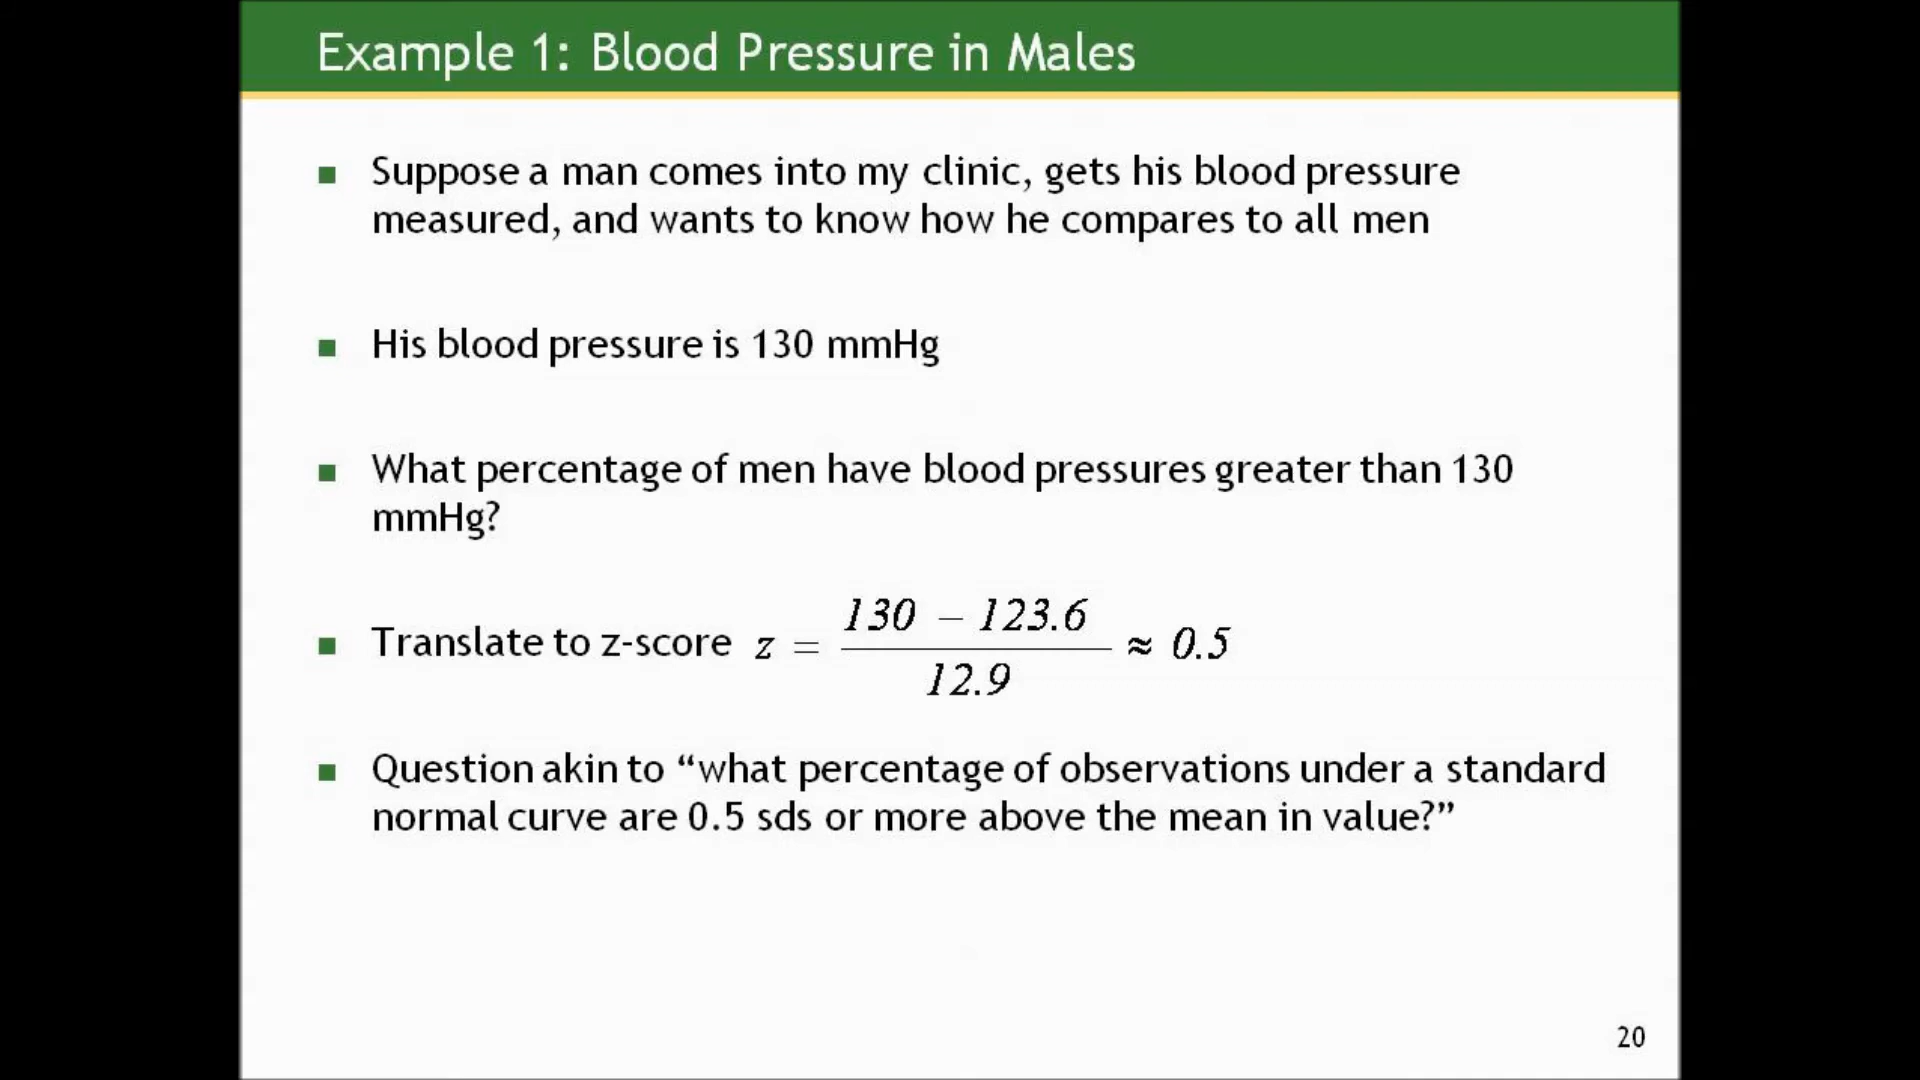 Example 1: Blood Pressure in Males
■ Suppose a man comes into my clinic, gets his blood pressure
measured, and wants to know how he compares to all men
■ His blood pressure is 130 mmHg
■ What percentage of men have blood pressures greater than 130
mmHg?
■ Translate to z-score z = (130 − 123.6) / 12.9 ≈ 0.5
■ Question akin to “what percentage of observations under a standard
normal curve are 0.5 sds or more above the mean in value?”
20